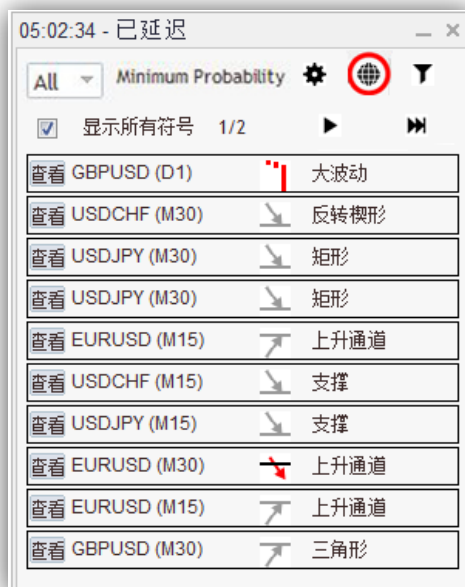 05:02:34 - 已延迟
All Minimum Probability
显示所有符号 1/2
查看 GBPUSD (D1) 大波动
查看 USDCHF (M30) 反转楔形
查看 USDJPY (M30) 矩形
查看 USDJPY (M30) 矩形
查看 EURUSD (M15) 上升通道
查看 USDCHF (M15) 支撑
查看 USDJPY (M15) 支撑
查看 EURUSD (M30) 上升通道
查看 EURUSD (M15) 上升通道
查看 GBPUSD (M30) 三角形